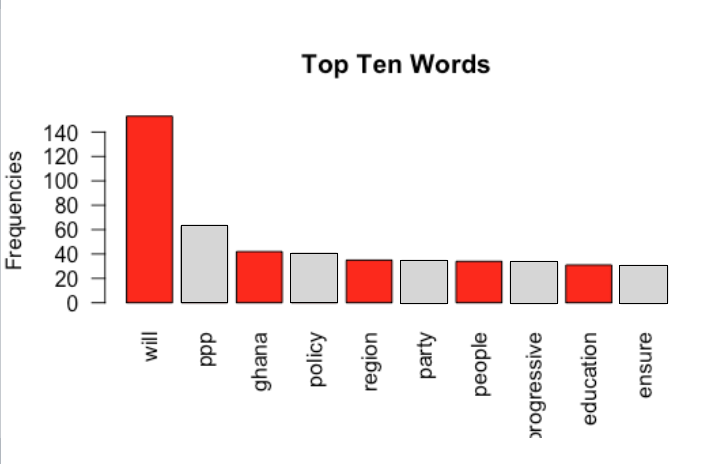 Top Ten Words
Frequencies
140
120
100
80
60
40
20
0
will
ppp
ghana
policy
region
party
people
progressive
education
ensure